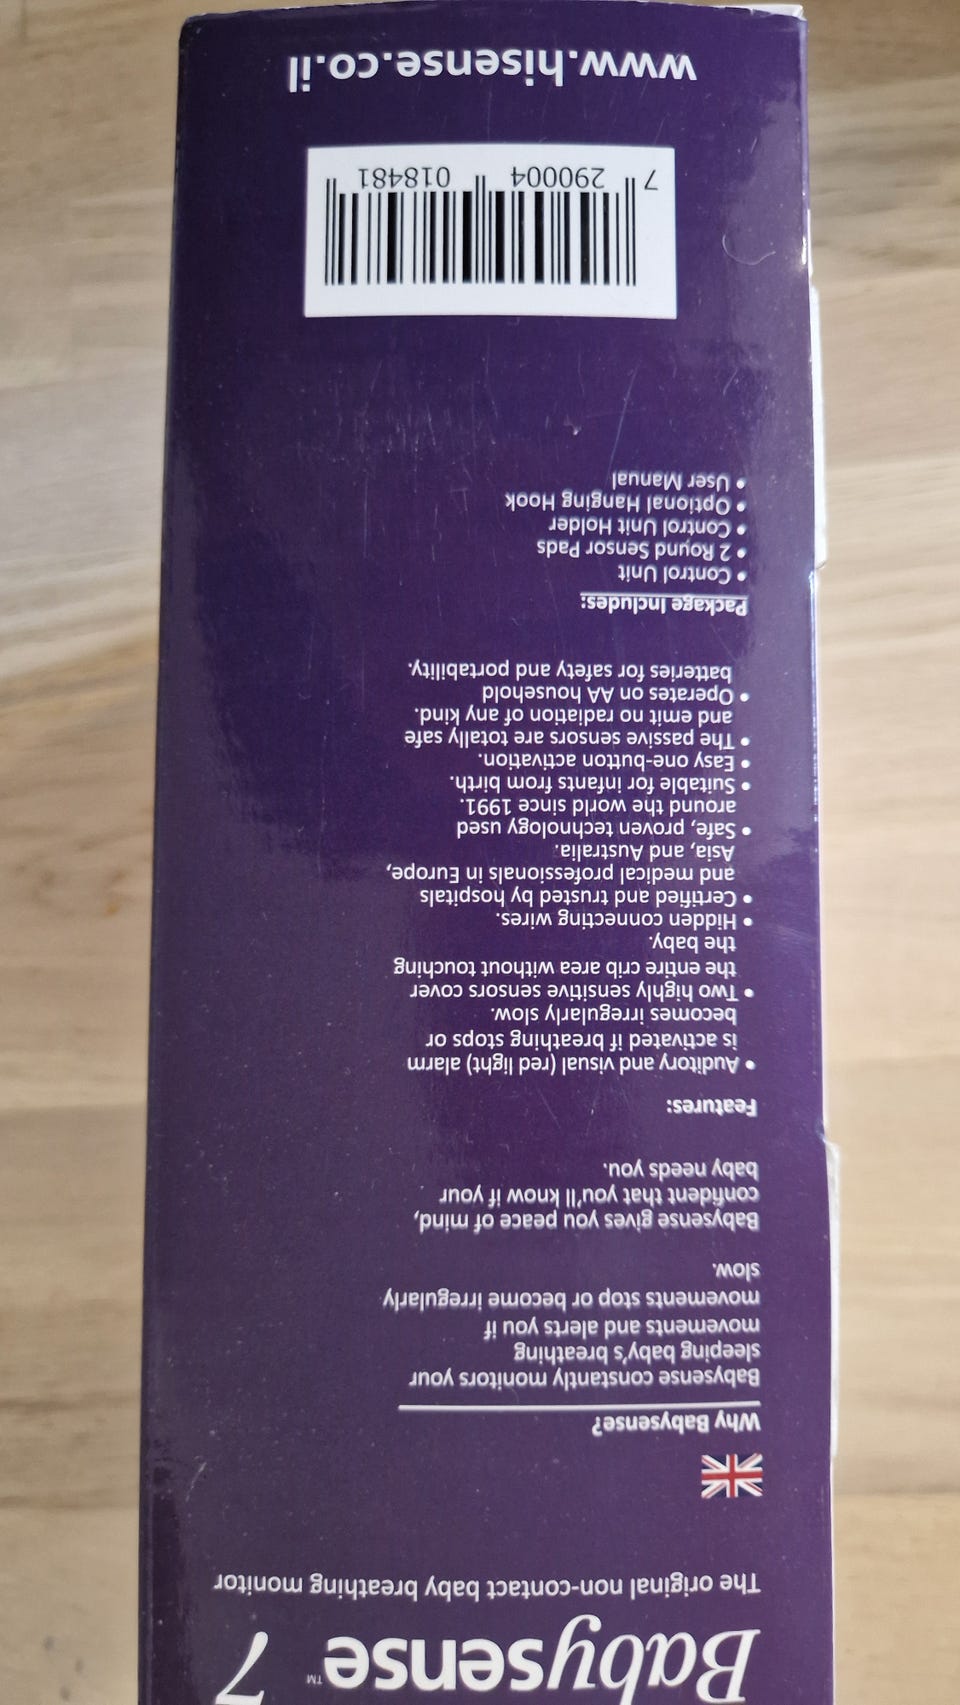 Babysense™ 7
The original non-contact baby breathing monitor
Why Babysense?
Babysense constantly monitors your
sleeping baby's breathing
movements and alerts you if
movements stop or become irregularly
slow.
Babysense gives you peace of mind,
confident that you'll know if your
baby needs you.
Features:
• Auditory and visual (red light) alarm
is activated if breathing stops or
becomes irregularly slow.
• Two highly sensitive sensors cover
the entire crib area without touching
the baby.
• Hidden connecting wires.
• Certified and trusted by hospitals
and medical professionals in Europe,
Asia, and Australia.
• Safe, proven technology used
around the world since 1991.
• Suitable for infants from birth.
• Easy one-button activation.
• The passive sensors are totally safe
and emit no radiation of any kind.
• Operates on AA household
batteries for safety and portability.
Package Includes:
• Control Unit
• 2 Round Sensor Pads
• Control Unit Holder
• Optional Hanging Hook
• User Manual
7 290004 018481
www.hisense.co.il